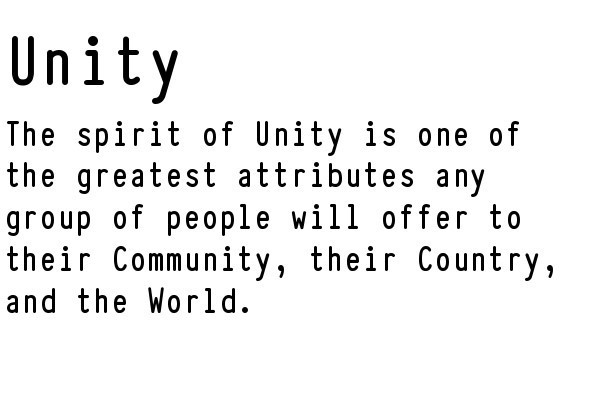 Unity
The spirit of Unity is one of
the greatest attributes any
group of people will offer to
their Community, their Country,
and the World.